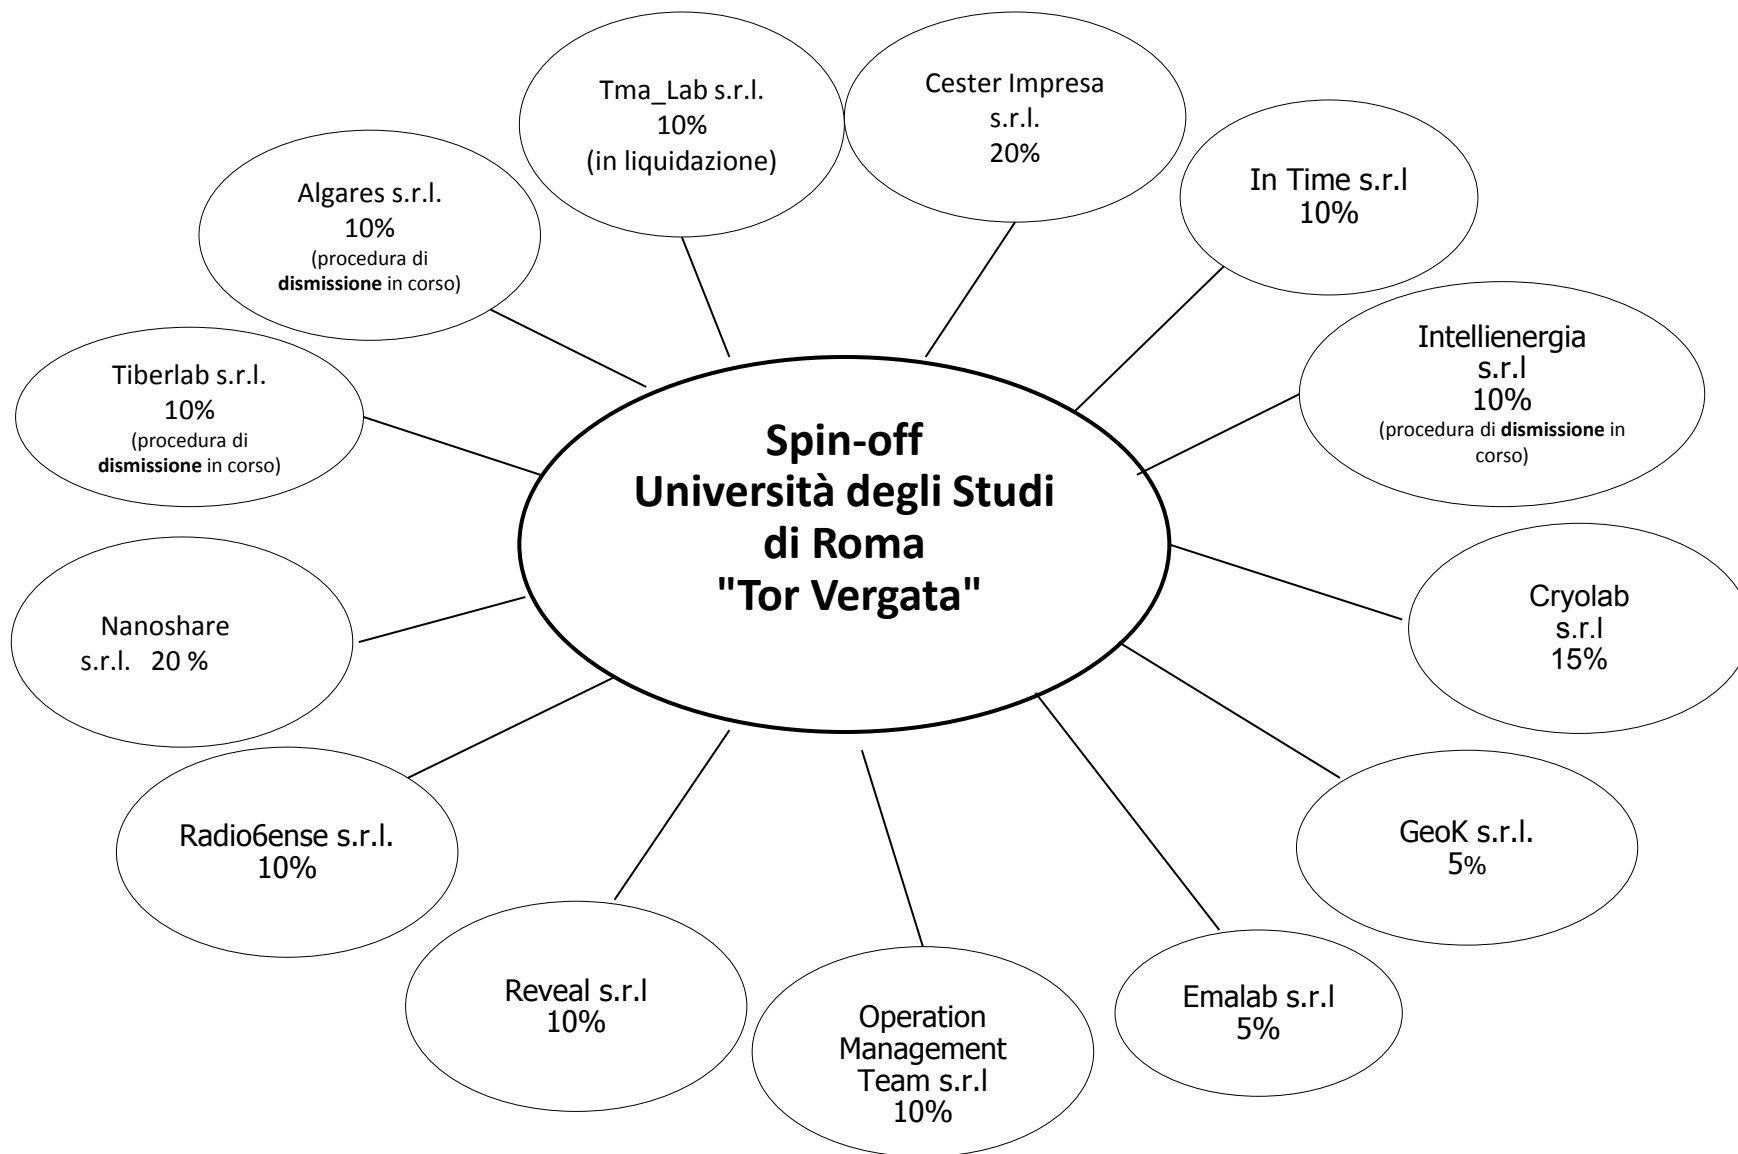 Tma_Lab s.r.l.
10%
(in liquidazione)
Cester Impresa
s.r.l.
20%
In Time s.r.l
10%
Algares s.r.l.
10%
(procedura di
dismissione in corso)
Intellienergia
s.r.l
10%
(procedura di dismissione in
corso)
Tiberlab s.r.l.
10%
(procedura di
dismissione in corso)
Spin-off
Università degli Studi
di Roma
"Tor Vergata"
Cryolab
s.r.l
15%
Nanoshare
s.r.l. 20 %
Radio6ense s.r.l.
10%
GeoK s.r.l.
5%
Reveal s.r.l
10%
Operation
Management
Team s.r.l
10%
Emalab s.r.l
5%